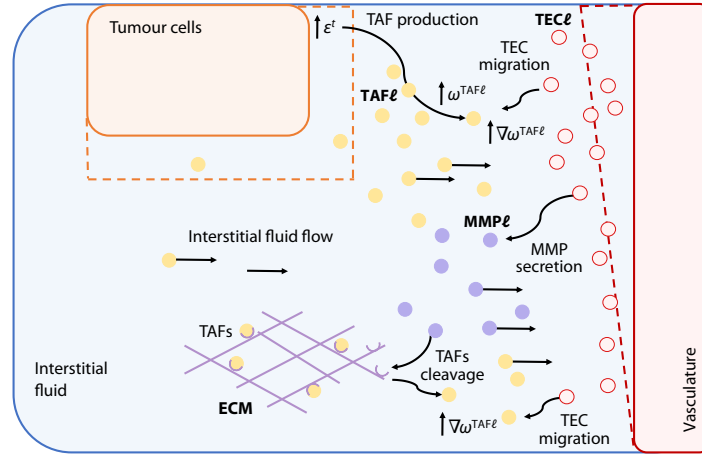 Tumour cells
↑ εᵗ
TAF production
TECℓ
TEC
migration
TAFℓ
↑ ω^TAFℓ
↑ ∇ω^TAFℓ
MMPℓ
Interstitial fluid flow
MMP
secretion
TAFs
TAFs
cleavage
Interstitial
fluid
ECM
↑ ∇ω^TAFℓ
TEC
migration
Vasculature